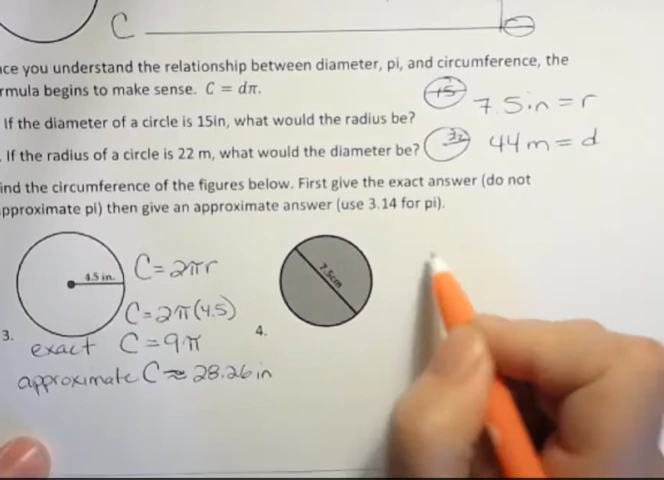 C
ce you understand the relationship between diameter, pi, and circumference, the
rmula begins to make sense. C = dπ.
If the diameter of a circle is 15in, what would the radius be? 15 7.5in = r
If the radius of a circle is 22 m, what would the diameter be? 44m = d
ind the circumference of the figures below. First give the exact answer (do not
pproximate pi) then give an approximate answer (use 3.14 for pi).
4.5 in.
C = 2πr
C = 2π(4.5)
3.
exact C = 9π
approximate C ≈ 28.26 in
7.5cm
4.